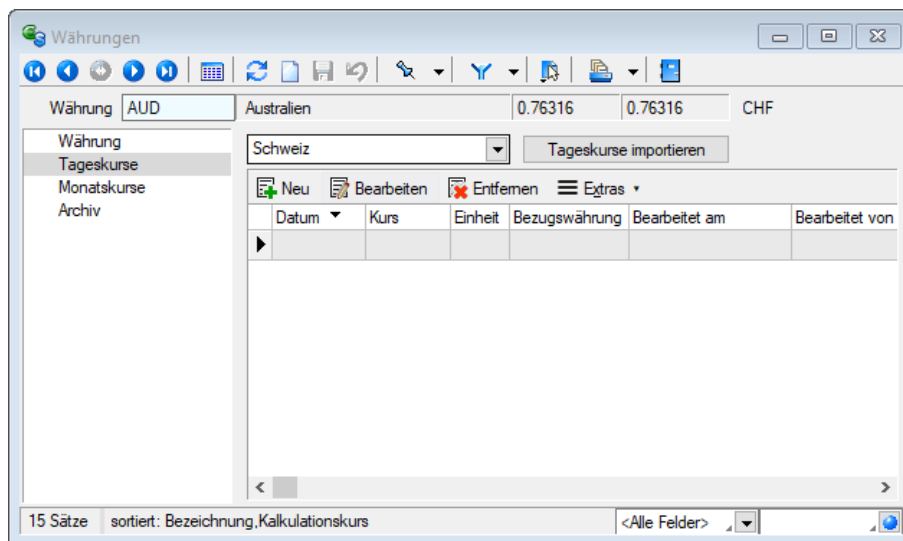 Währungen
Währung AUD Australien 0.76316 0.76316 CHF
Währung
Tageskurse
Monatskurse
Archiv
Schweiz Tageskurse importieren
Neu Bearbeiten Entfernen Extras
Datum Kurs Einheit Bezugswährung Bearbeitet am Bearbeitet von
15 Sätze sortiert: Bezeichnung,Kalkulationskurs <Alle Felder>